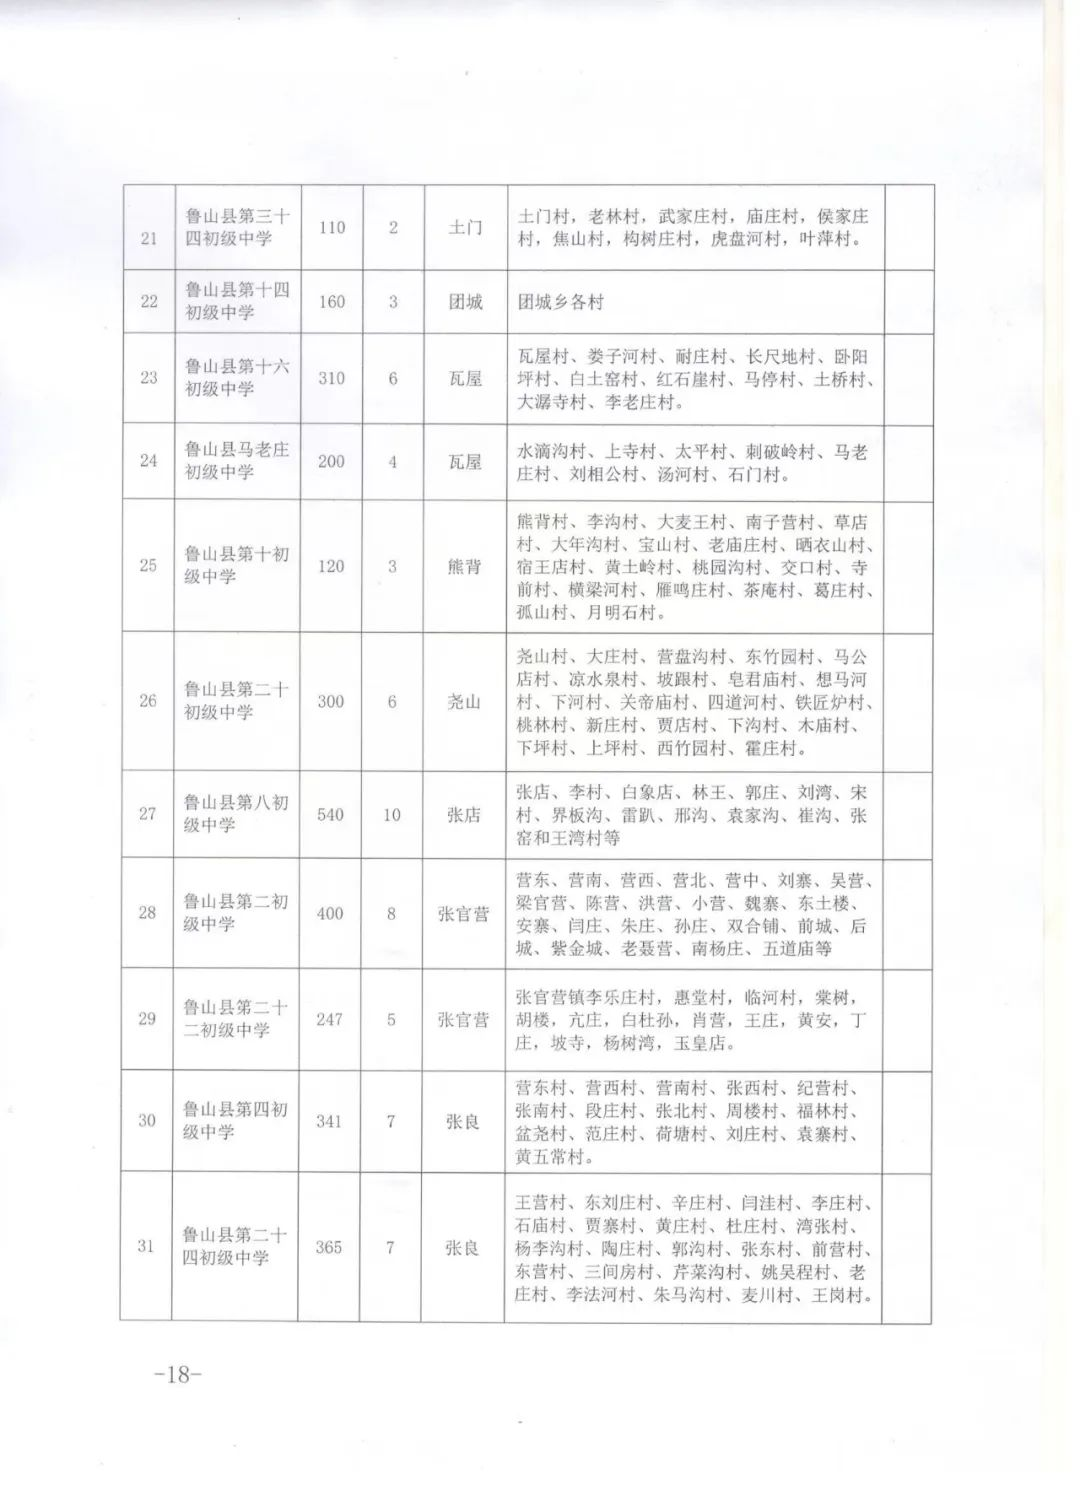 21
鲁山县第三十
四初级中学
110
2
土门
土门村，老林村，武家庄村，庙庄村，侯家庄
村，焦山村，构树庄村，虎盘河村，叶萍村。
22
鲁山县第十四
初级中学
160
3
团城
团城乡各村
23
鲁山县第十六
初级中学
310
6
瓦屋
瓦屋村、娄子河村、耐庄村、长尺地村、卧阳
坪村、白土窑村、红石崖村、马停村、土桥村、
大潺寺村、李老庄村。
24
鲁山县马老庄
初级中学
200
4
瓦屋
水滴沟村、上寺村、太平村、刺破岭村、马老
庄村、刘相公村、汤河村、石门村。
25
鲁山县第十初
级中学
120
3
熊背
熊背村、李沟村、大麦王村、南子营村、草店
村、大年沟村、宝山村、老庙庄村、晒衣山村、
宿王店村、黄土岭村、桃园沟村、交口村、寺
前村、横梁河村、雁鸣庄村、茶庵村、葛庄村、
孤山村、月明石村。
26
鲁山县第二十
初级中学
300
6
尧山
尧山村、大庄村、营盘沟村、东竹园村、马公
店村、凉水泉村、坡跟村、皂君庙村、想马河
村、下河村、关帝庙村、四道河村、铁匠炉村、
桃林村、新庄村、贾店村、下沟村、木庙村、
下坪村、上坪村、西竹园村、霍庄村。
27
鲁山县第八初
级中学
540
10
张店
张店、李村、白象店、林王、郭庄、刘湾、宋
村、界板沟、雷趴、邢沟、袁家沟、崔沟、张
窑和王湾村等
28
鲁山县第二初
级中学
400
8
张官营
营东、营南、营西、营北、营中、刘寨、吴营、
梁官营、陈营、洪营、小营、魏寨、东土楼、
安寨、闫庄、朱庄、孙庄、双合铺、前城、后
城、紫金城、老聂营、南杨庄、五道庙等
29
鲁山县第二十
二初级中学
247
5
张官营
张官营镇李乐庄村，惠堂村，临河村，棠树，
胡楼，亢庄，白杜孙，肖营，王庄，黄安，丁
庄，坡寺，杨树湾，玉皇店。
30
鲁山县第四初
级中学
341
7
张良
营东村、营西村、营南村、张西村、纪营村、
张南村、段庄村、张北村、周楼村、福林村、
盆尧村、范庄村、荷塘村、刘庄村、袁寨村、
黄五常村。
31
鲁山县第二十
四初级中学
365
7
张良
王营村、东刘庄村、辛庄村、闫洼村、李庄村、
石庙村、贾寨村、黄庄村、杜庄村、湾张村、
杨李沟村、陶庄村、郭沟村、张东村、前营村、
东营村、三间房村、芹菜沟村、姚吴程村、老
庄村、李法河村、朱马沟村、麦川村、王岗村。
-18-